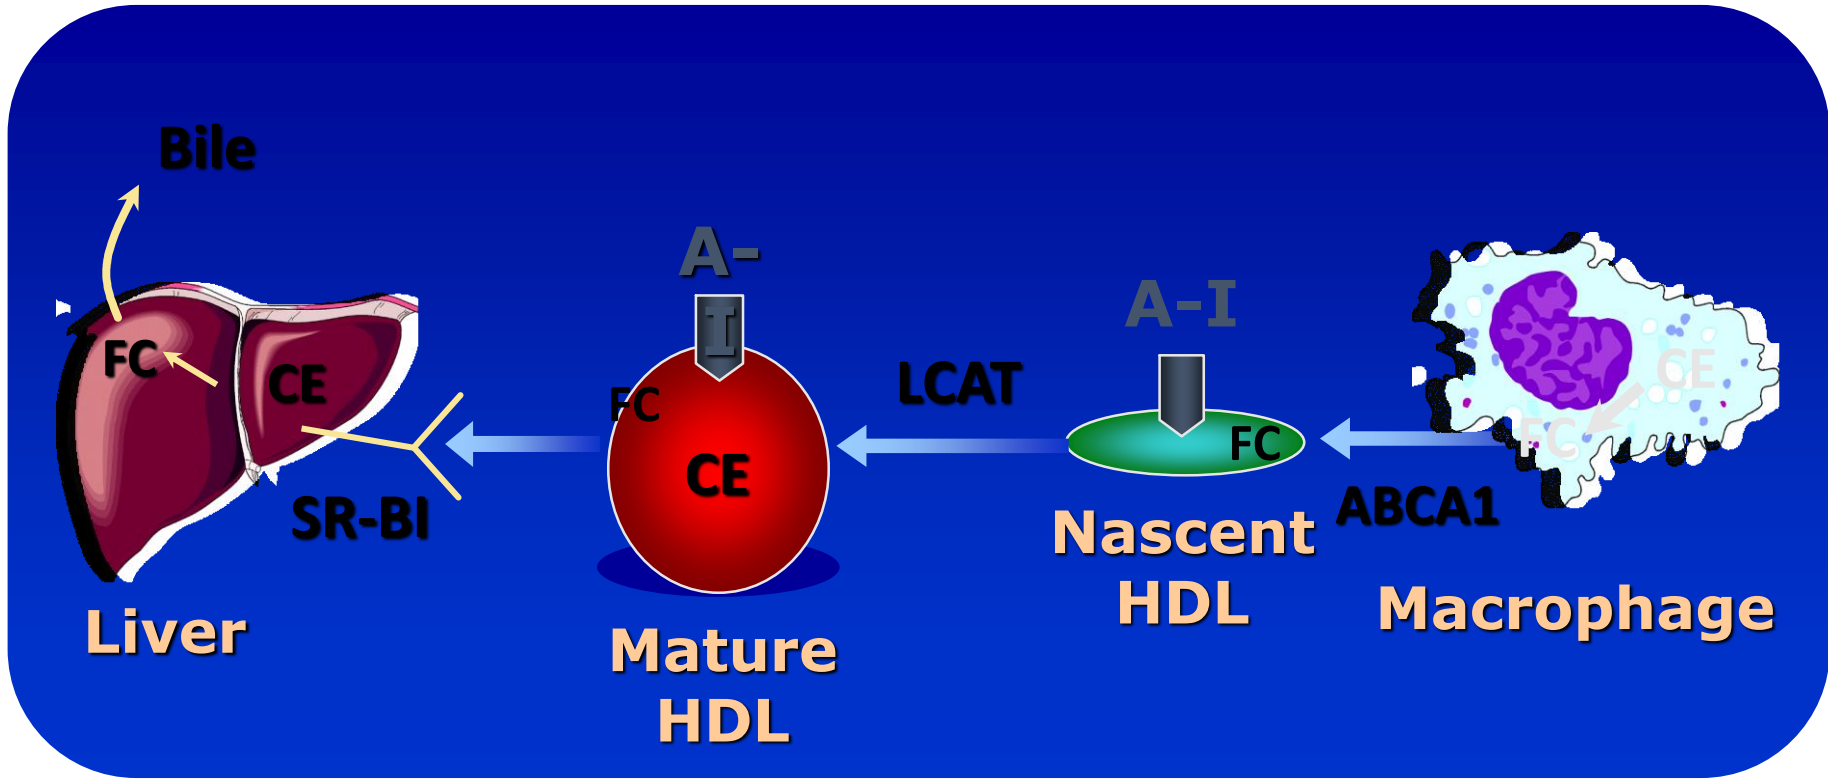 Bile
FC
CE
SR-BI
Liver
A-
I
FC
CE
Mature
HDL
LCAT
A-I
FC
Nascent
HDL
ABCA1
CE
FC
Macrophage